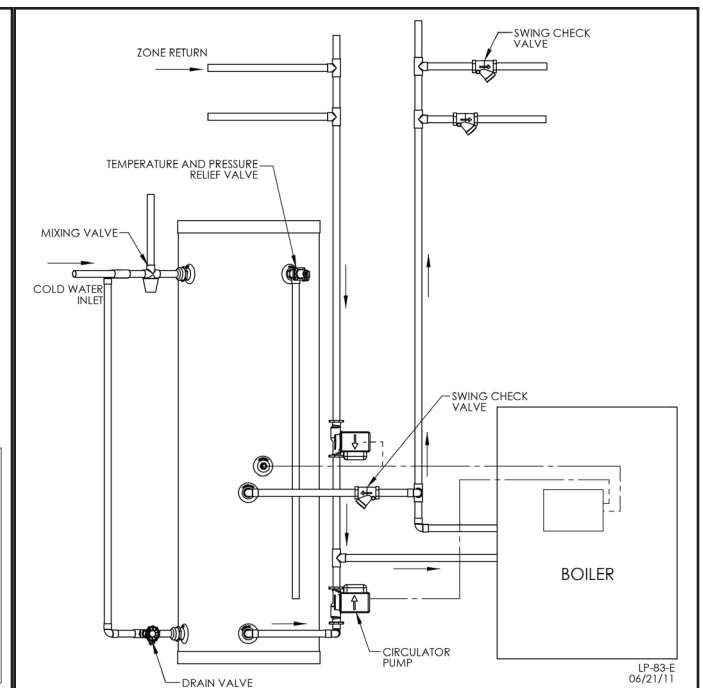 SWING CHECK
VALVE
ZONE RETURN
TEMPERATURE AND PRESSURE
RELIEF VALVE
MIXING VALVE
COLD WATER
INLET
SWING CHECK
VALVE
BOILER
CIRCULATOR
PUMP
DRAIN VALVE
LP-83-E
06/21/11